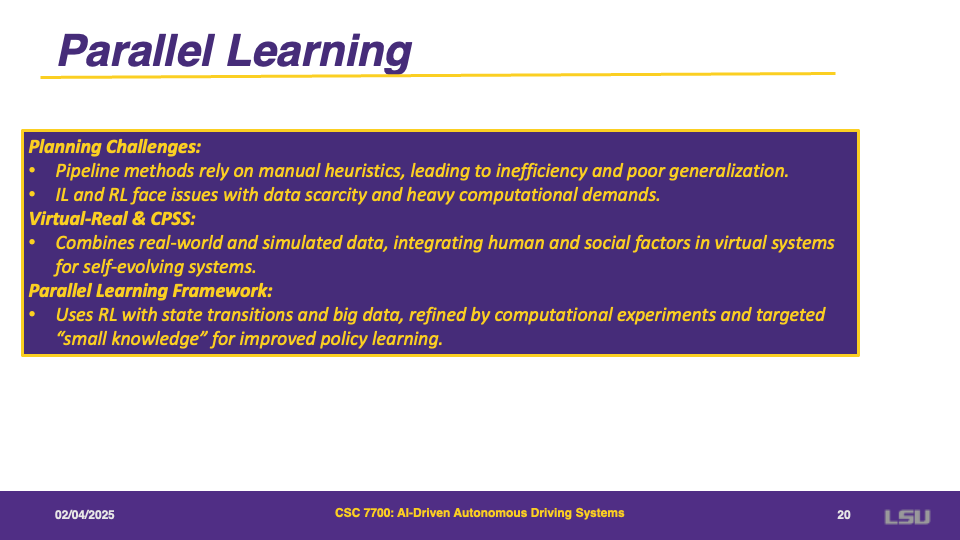 Parallel Learning
Planning Challenges:
• Pipeline methods rely on manual heuristics, leading to inefficiency and poor generalization.
• IL and RL face issues with data scarcity and heavy computational demands.
Virtual-Real & CPSS:
• Combines real-world and simulated data, integrating human and social factors in virtual systems
for self-evolving systems.
Parallel Learning Framework:
• Uses RL with state transitions and big data, refined by computational experiments and targeted
“small knowledge” for improved policy learning.
02/04/2025
CSC 7700: AI-Driven Autonomous Driving Systems
20
LSU